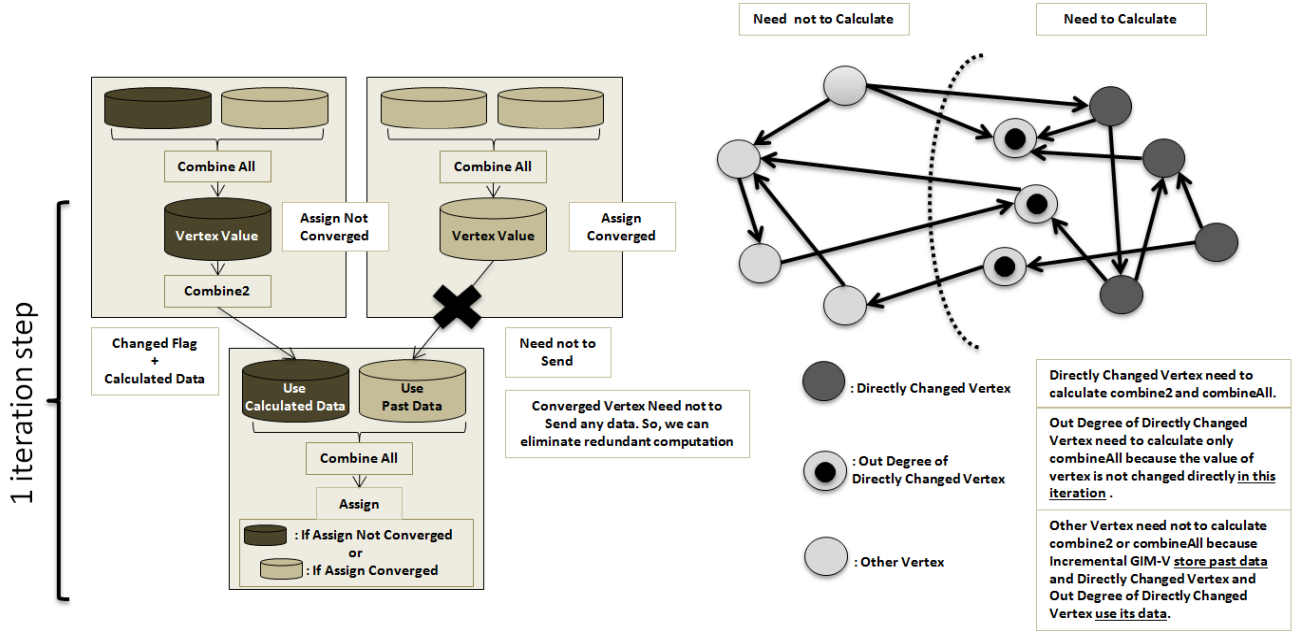 Need not to Calculate
Need to Calculate
Combine All
Combine All
Vertex Value
Assign Not
Converged
Vertex Value
Assign
Converged
Combine2
Changed Flag
+
Calculated Data
Need not to
Send
1 iteration step
Use
Calculated Data
Use
Past Data
Converged Vertex Need not to
Send any data. So, we can
eliminate redundant computation
Combine All
Assign
: If Assign Not Converged
or
: If Assign Converged
: Directly Changed Vertex
: Out Degree of
Directly Changed Vertex
: Other Vertex
Directly Changed Vertex need to
calculate combine2 and combineAll.
Out Degree of Directly Changed
Vertex need to calculate only
combineAll because the value of
vertex is not changed directly in this
iteration .
Other Vertex need not to calculate
combine2 or combineAll because
Incremental GIM-V store past data
and Directly Changed Vertex and
Out Degree of Directly Changed
Vertex use its data.